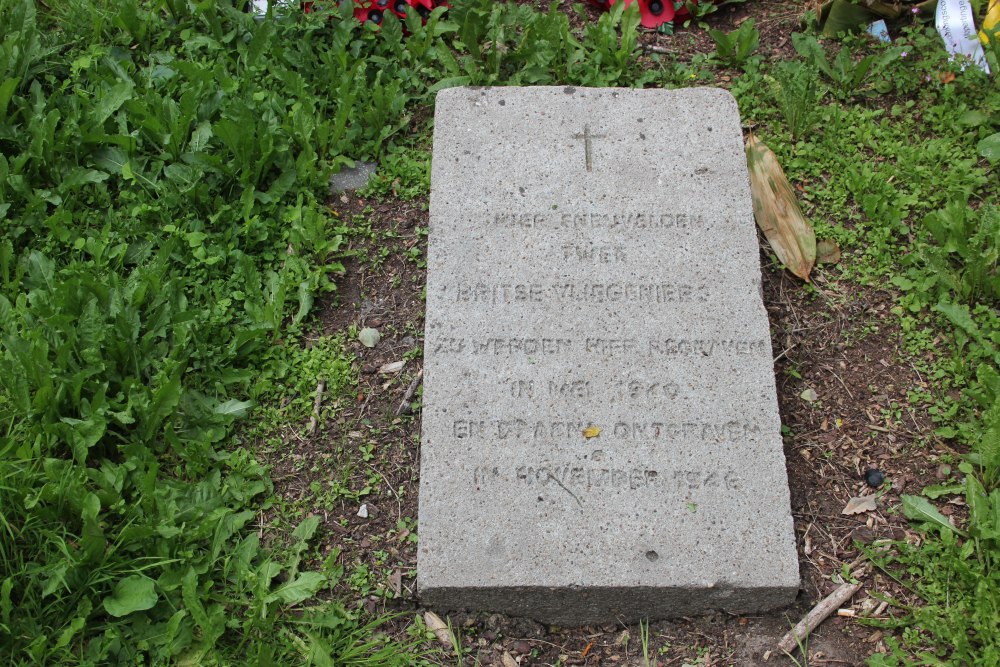 HIER SNEUVELDEN
TWEE
BRITSE VLIEGENIERS
ZIJ WERDEN HIER BEGRAVEN
IN MEI 1940
EN DAARNA ONTGRAVEN
IN NOVEMBER 1946